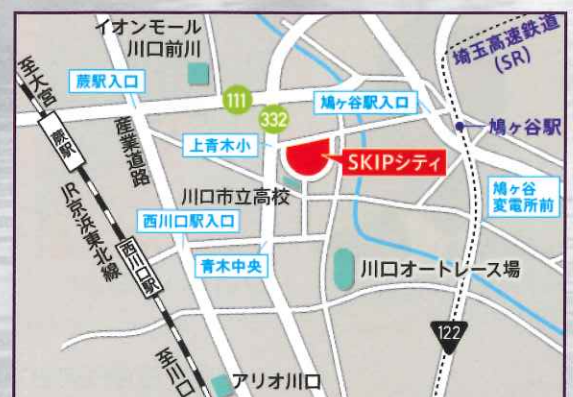 イオンモール
川口前川
埼玉高速鉄道
(SR)
至大宮
蕨駅入口
111
鳩ヶ谷駅入口
332
鳩ヶ谷駅
蕨駅
産業道路
上青木小
SKIPシティ
川口市立高校
鳩ヶ谷
変電所前
JR京浜東北線
西川口駅入口
西川口駅
青木中央
川口オートレース場
122
至川口
アリオ川口